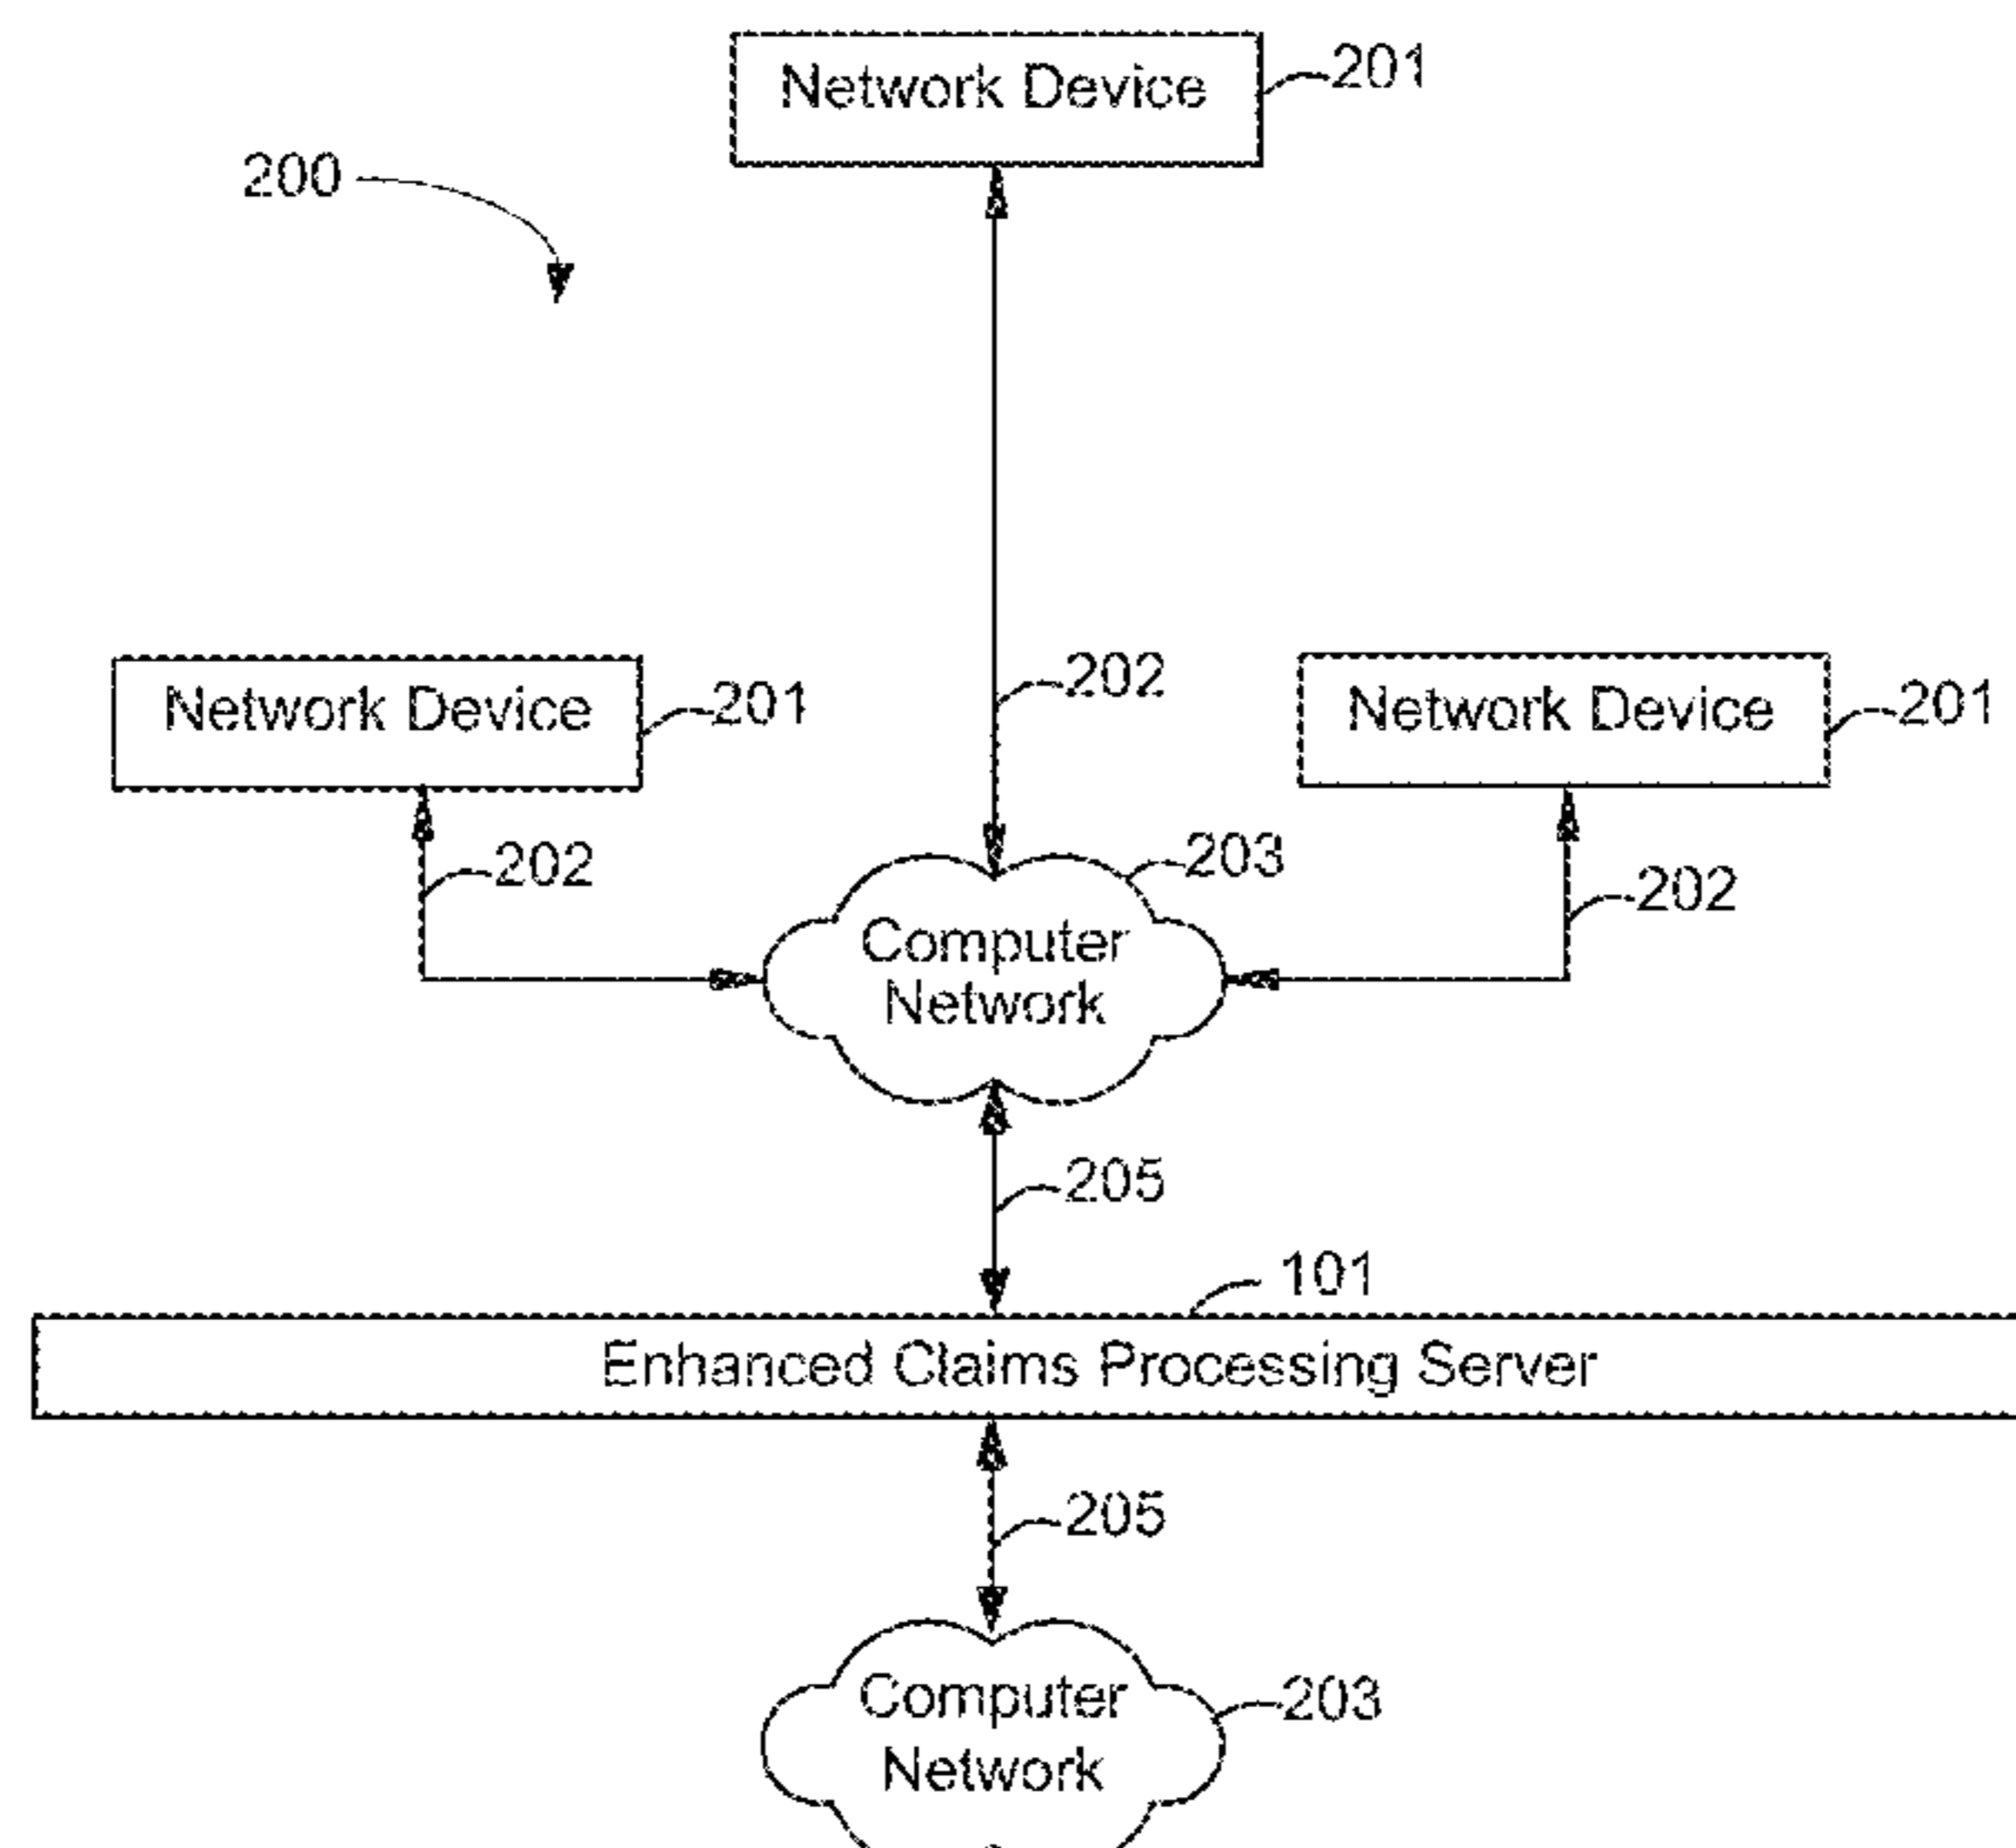 Network Device
201
200
202
Network Device
201
Network Device
201
202
203
202
Computer
Network
205
101
Enhanced Claims Processing Server
205
Computer
Network
203